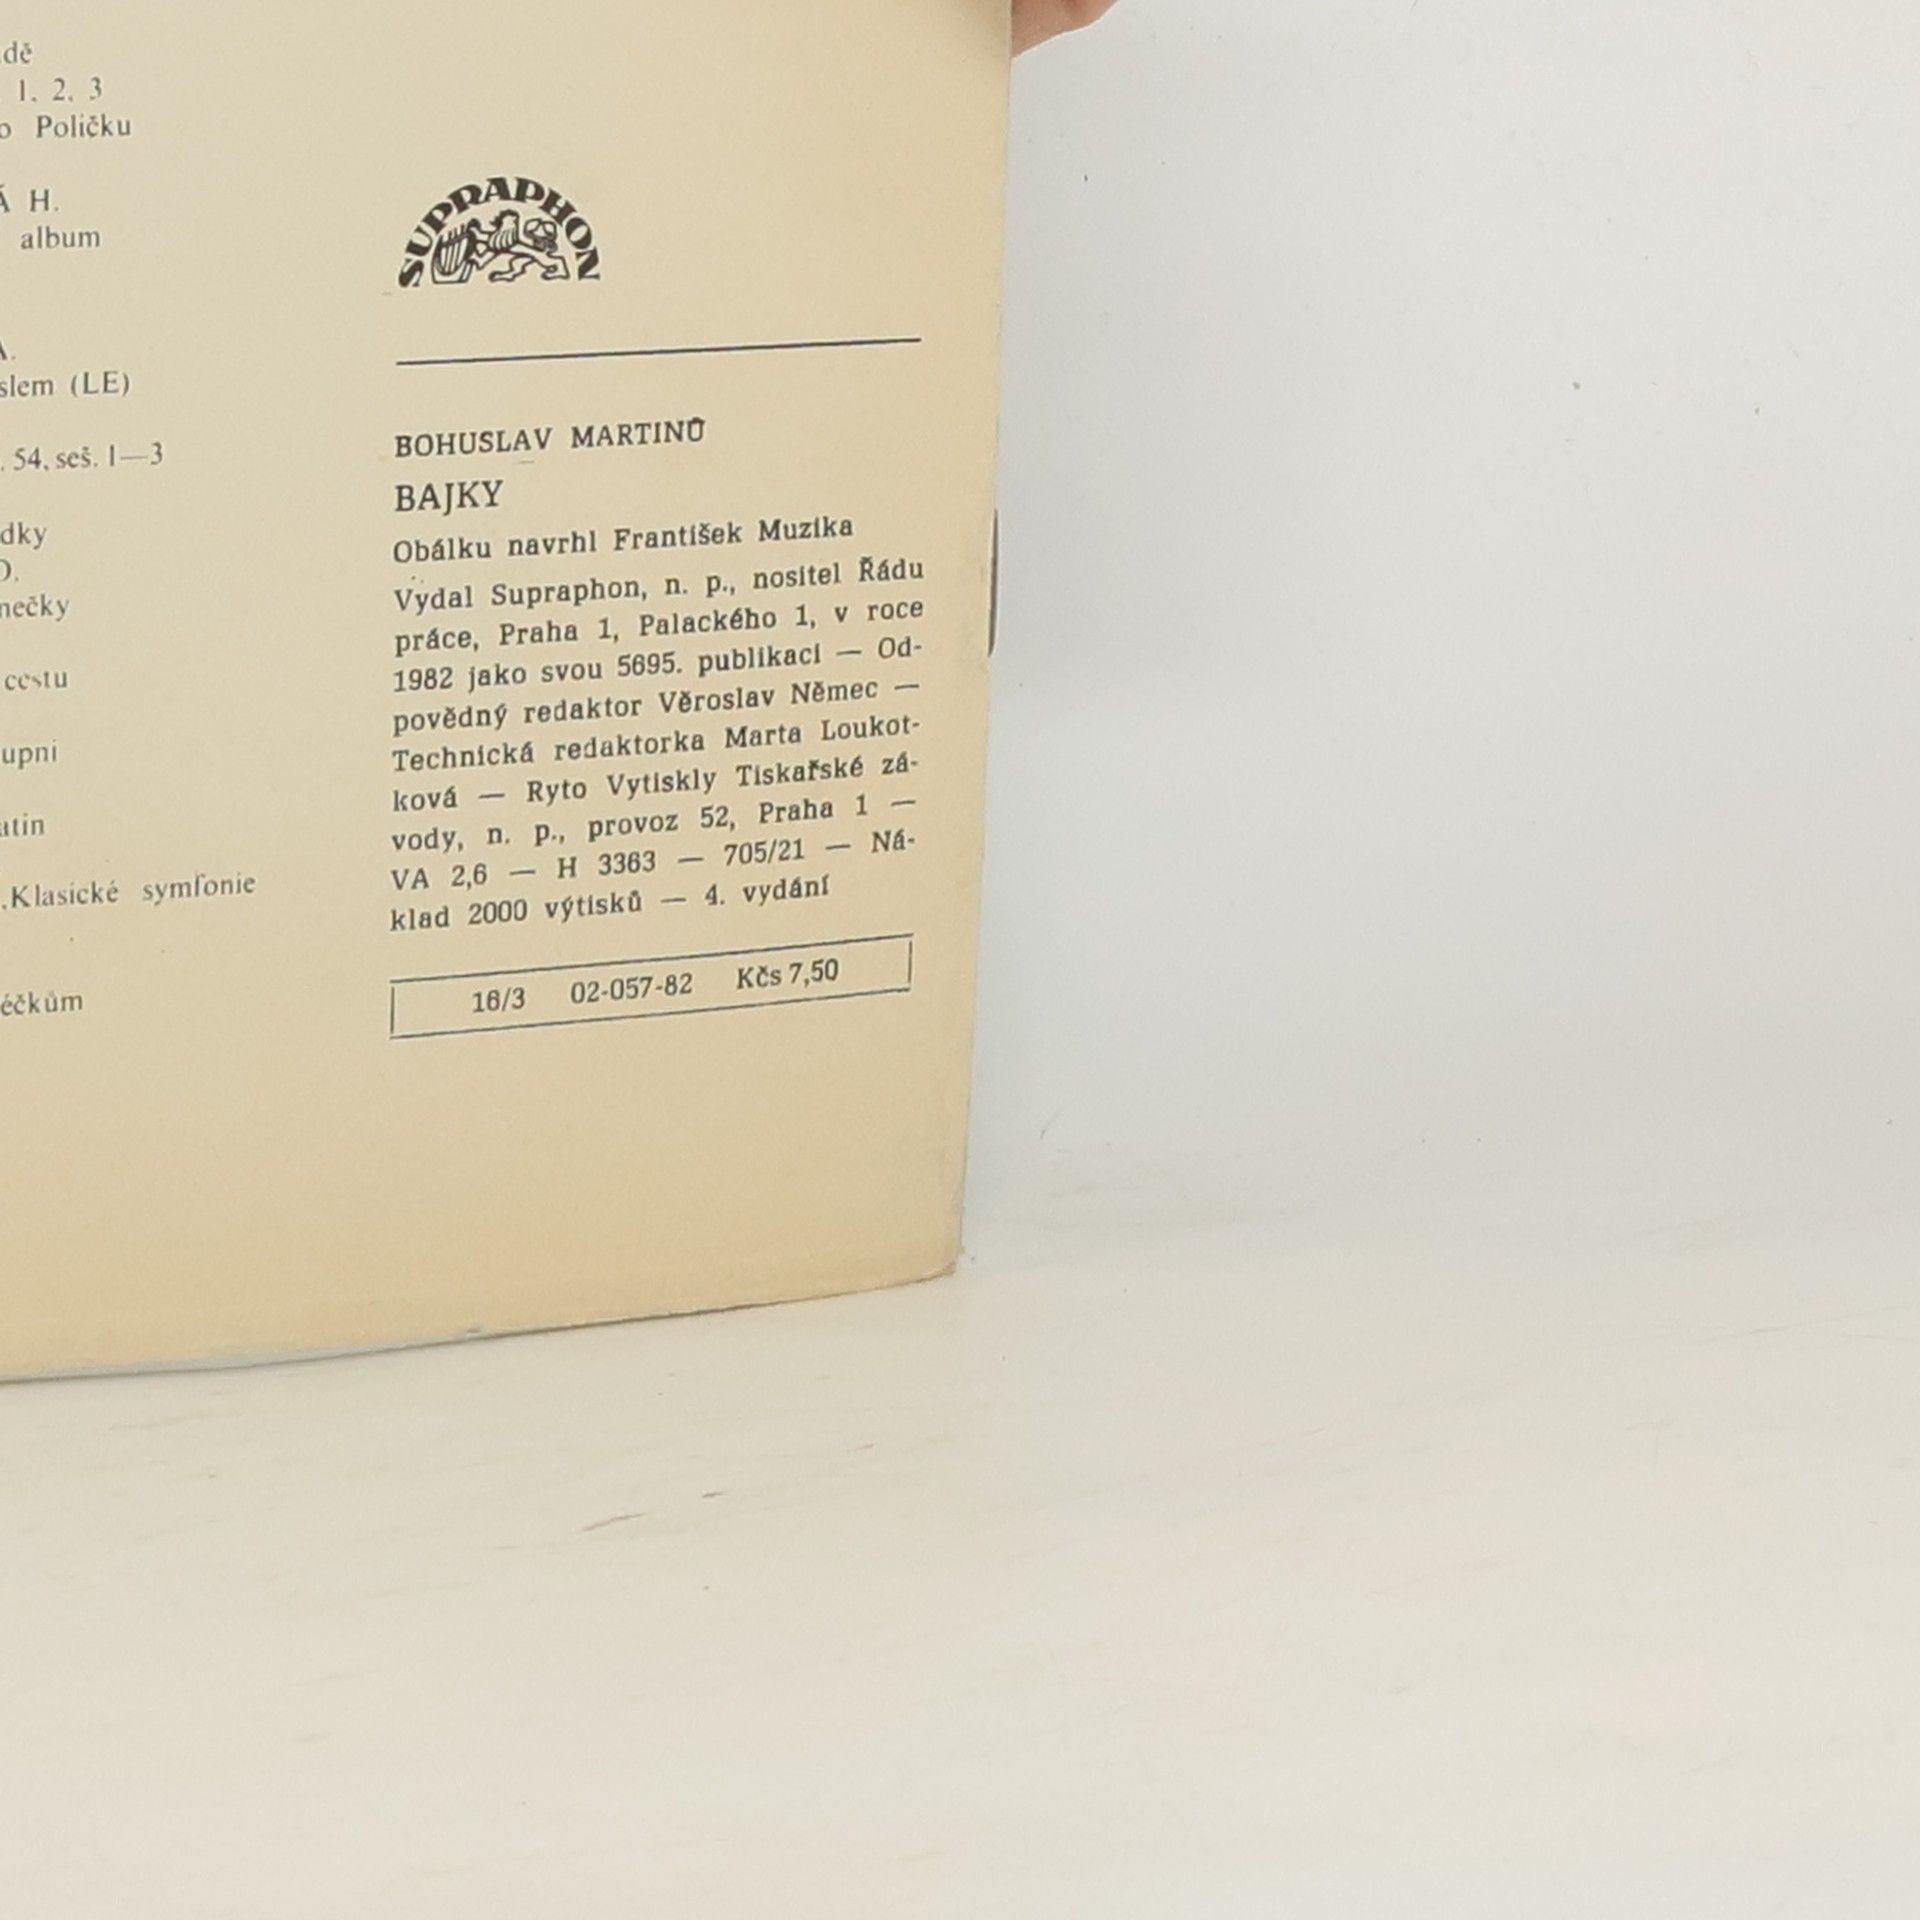 dě
1. 2. 3
o Poličku
Á H.
album
A.
slem (LE)
. 54, seš. 1—3
dky
O.
nečky
cestu
upní
atin
Klasické symfonie
éčkům
SUPRAPHON
BOHUSLAV MARTINŮ
BAJKY
Obálku navrhl František Muzika
Vydal Supraphon, n. p., nositel Řádu
práce, Praha 1, Palackého 1, v roce
1982 jako svou 5695. publikaci — Od-
povědný redaktor Věroslav Němec —
Technická redaktorka Marta Loukot-
ková — Ryto Vytiskly Tiskařské zá-
vody, n. p., provoz 52, Praha 1 —
VA 2,6 — H 3363 — 705/21 — Ná-
klad 2000 výtisků — 4. vydání
16/3 02-057-82 Kčs 7,50